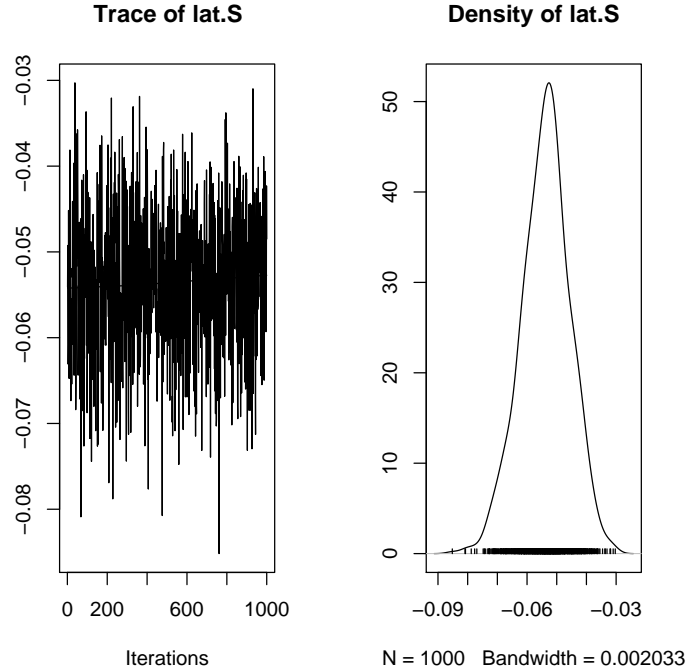 Trace of lat.S
−0.03
−0.04
−0.05
−0.06
−0.07
−0.08
0 200 600 1000
Iterations
Density of lat.S
50
40
30
20
10
0
−0.09 −0.06 −0.03
N = 1000 Bandwidth = 0.002033